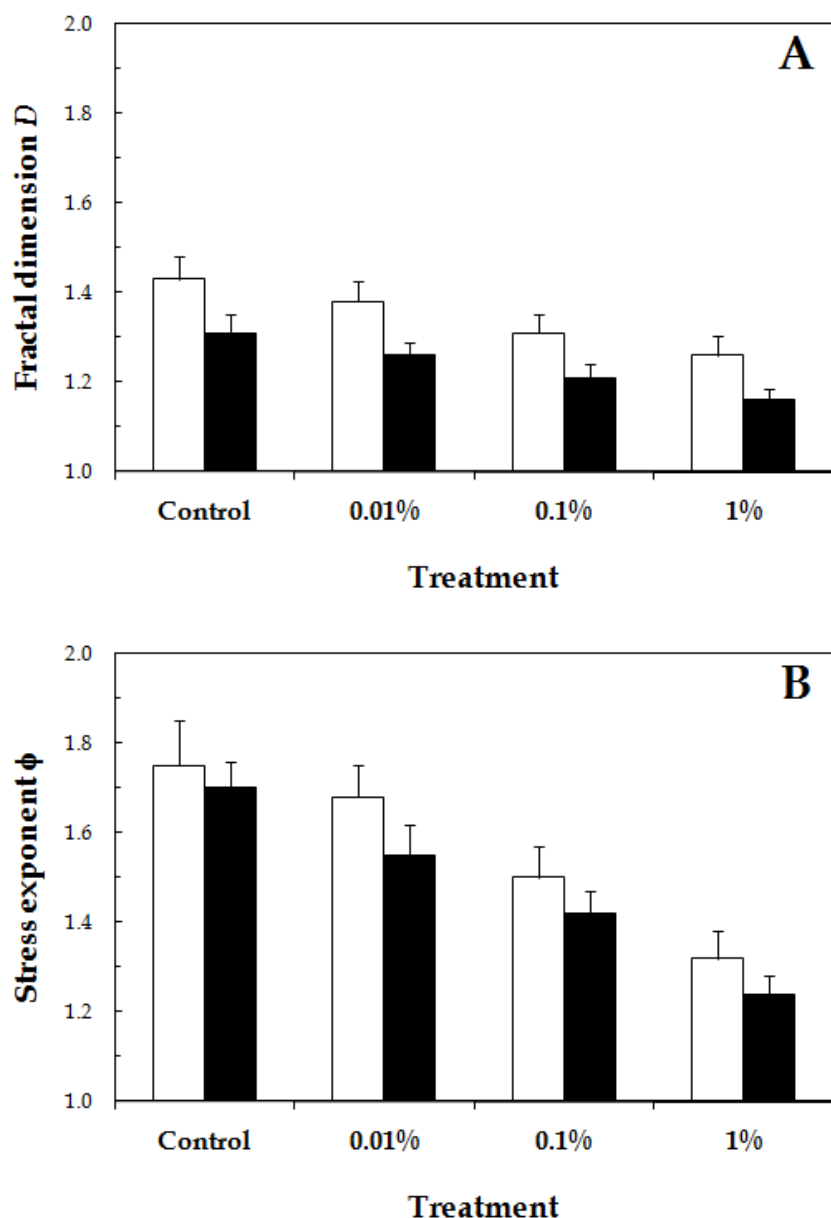 A
Fractal dimension D
2.0
1.8
1.6
1.4
1.2
1.0
Control 0.01% 0.1% 1%
Treatment
B
Stress exponent ϕ
2.0
1.8
1.6
1.4
1.2
1.0
Control 0.01% 0.1% 1%
Treatment